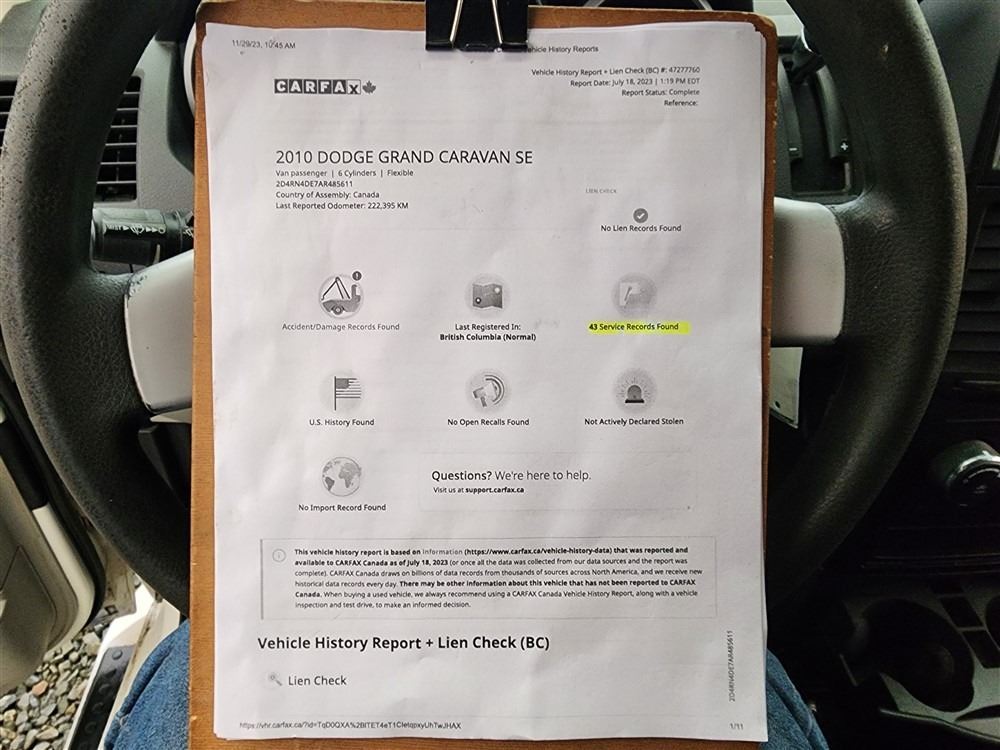 11/29/23, 10:45 AM
Vehicle History Reports
Vehicle History Report + Lien Check (BC) #: 47277760
Report Date: July 18, 2023 | 1:19 PM EDT
Report Status: Complete
Reference:
CARFAX
2010 DODGE GRAND CARAVAN SE
Van passenger | 6 Cylinders | Flexible
2D4RN4DE7AR485611
Country of Assembly: Canada
Last Reported Odometer: 222,395 KM
LIEN CHECK
No Lien Records Found
Accident/Damage Records Found
Last Registered In:
British Columbia (Normal)
43 Service Records Found
U.S. History Found
No Open Recalls Found
Not Actively Declared Stolen
No Import Record Found
Questions? We're here to help.
Visit us at support.carfax.ca
This vehicle history report is based on information (https://www.carfax.ca/vehicle-history-data) that was reported and
available to CARFAX Canada as of July 18, 2023 (or once all the data was collected from our data sources and the report was
complete). CARFAX Canada draws on billions of data records from thousands of sources across North America, and we receive new
historical data records every day. There may be other information about this vehicle that has not been reported to CARFAX
Canada. When buying a used vehicle, we always recommend using a CARFAX Canada Vehicle History Report, along with a vehicle
inspection and test drive, to make an informed decision.
Vehicle History Report + Lien Check (BC)
Lien Check
2D4RN4DE7AR485611
1/11